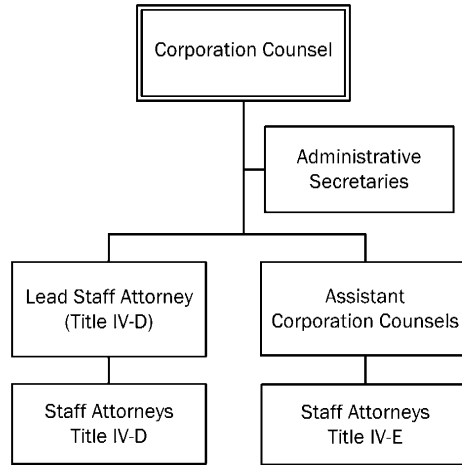 Corporation Counsel
Administrative
Secretaries
Lead Staff Attorney
(Title IV-D)
Assistant
Corporation Counsels
Staff Attorneys
Title IV-D
Staff Attorneys
Title IV-E